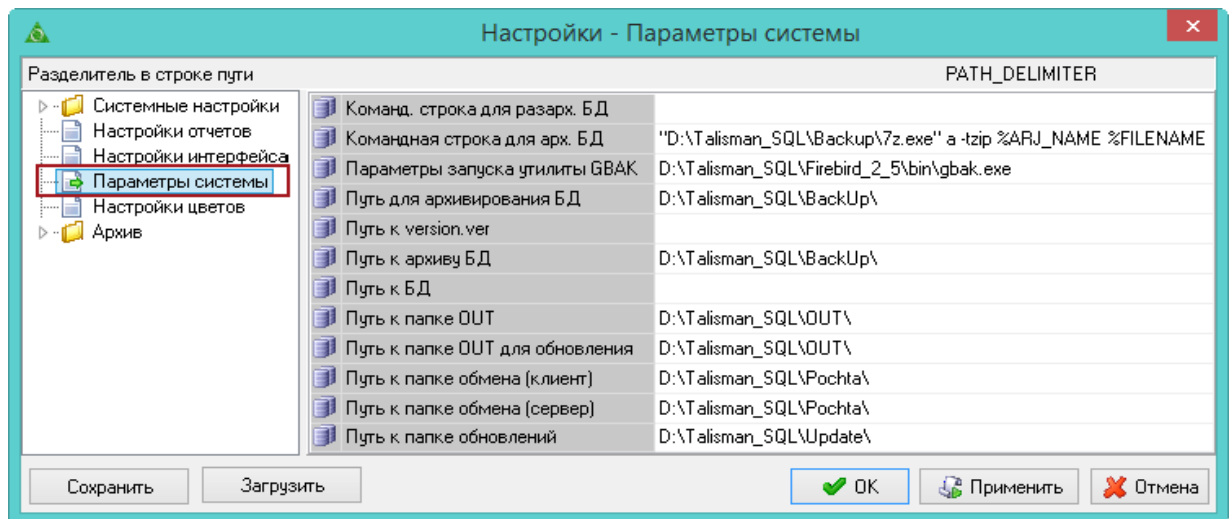 Настройки - Параметры системы
Разделитель в строке пути PATH_DELIMITER
Системные настройки
Настройки отчетов
Настройки интерфейса
Параметры системы
Настройки цветов
Архив
Команд. строка для разарх. БД
Командная строка для арх. БД "D:\Talisman_SQL\Backup\7z.exe" a -tzip %ARJ_NAME %FILENAME
Параметры запуска утилиты GBAK D:\Talisman_SQL\Firebird_2_5\bin\gbak.exe
Путь для архивирования БД D:\Talisman_SQL\BackUp\
Путь к version.ver
Путь к архиву БД D:\Talisman_SQL\BackUp\
Путь к БД
Путь к папке OUT D:\Talisman_SQL\OUT\
Путь к папке OUT для обновления D:\Talisman_SQL\OUT\
Путь к папке обмена (клиент) D:\Talisman_SQL\Pochta\
Путь к папке обмена (сервер) D:\Talisman_SQL\Pochta\
Путь к папке обновлений D:\Talisman_SQL\Update\
Сохранить Загрузить OK Применить Отмена